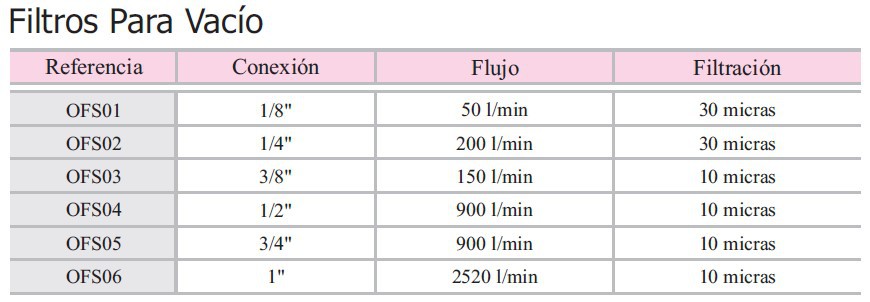 Filtros Para Vacío
Referencia Conexión Flujo Filtración
OFS01 1/8" 50 l/min 30 micras
OFS02 1/4" 200 l/min 30 micras
OFS03 3/8" 150 l/min 10 micras
OFS04 1/2" 900 l/min 10 micras
OFS05 3/4" 900 l/min 10 micras
OFS06 1" 2520 l/min 10 micras